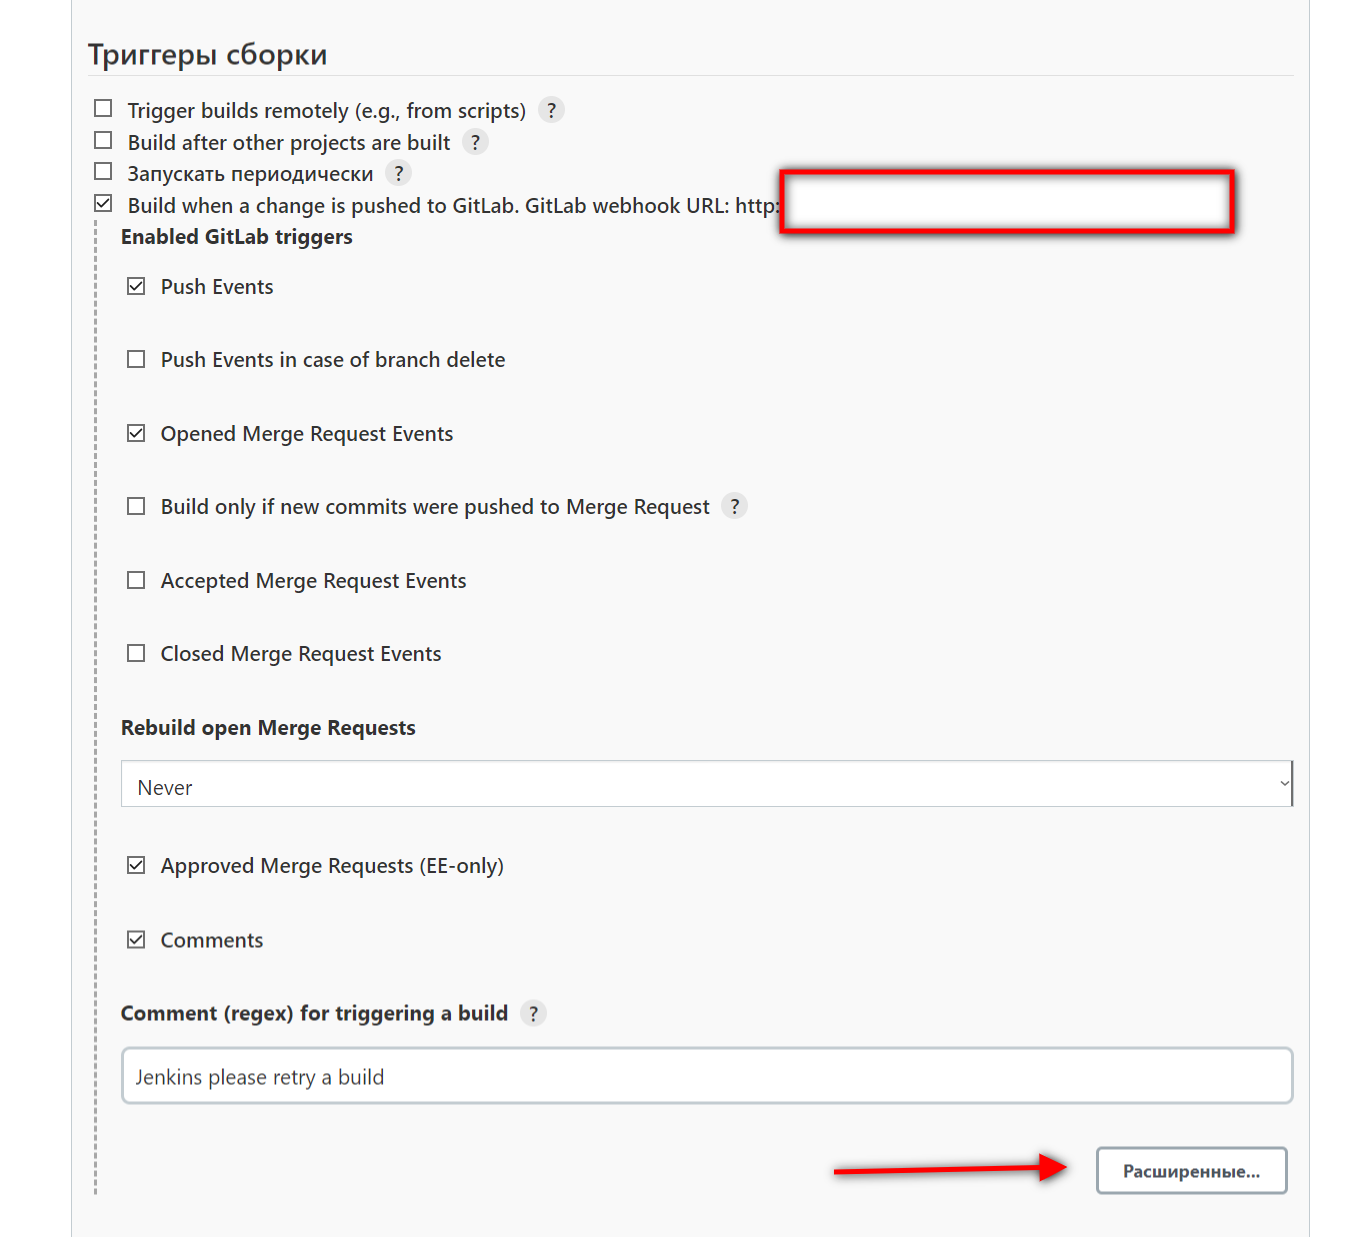 Триггеры сборки
Trigger builds remotely (e.g., from scripts) ?
Build after other projects are built ?
Запускать периодически ?
Build when a change is pushed to GitLab. GitLab webhook URL: http:
Enabled GitLab triggers
Push Events
Push Events in case of branch delete
Opened Merge Request Events
Build only if new commits were pushed to Merge Request ?
Accepted Merge Request Events
Closed Merge Request Events
Rebuild open Merge Requests
Never
Approved Merge Requests (EE-only)
Comments
Comment (regex) for triggering a build ?
Jenkins please retry a build
Расширенные...